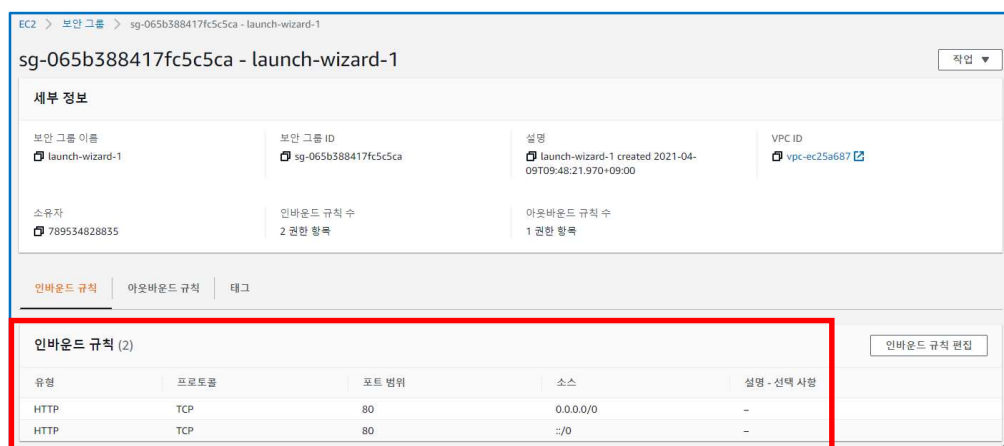 EC2 > 보안 그룹 > sg-065b388417fc5c5ca - launch-wizard-1
sg-065b388417fc5c5ca - launch-wizard-1
작업 ▼
세부 정보
보안 그룹 이름 보안 그룹 ID 설명 VPC ID
launch-wizard-1 sg-065b388417fc5c5ca launch-wizard-1 created 2021-04- vpc-ec25a687
09T09:48:21.970+09:00
소유자 인바운드 규칙 수 아웃바운드 규칙 수
789534828835 2 권한 항목 1 권한 항목
인바운드 규칙 아웃바운드 규칙 태그
인바운드 규칙 (2) 인바운드 규칙 편집
유형 프로토콜 포트 범위 소스 설명 - 선택 사항
HTTP TCP 80 0.0.0.0/0 –
HTTP TCP 80 ::/0 –